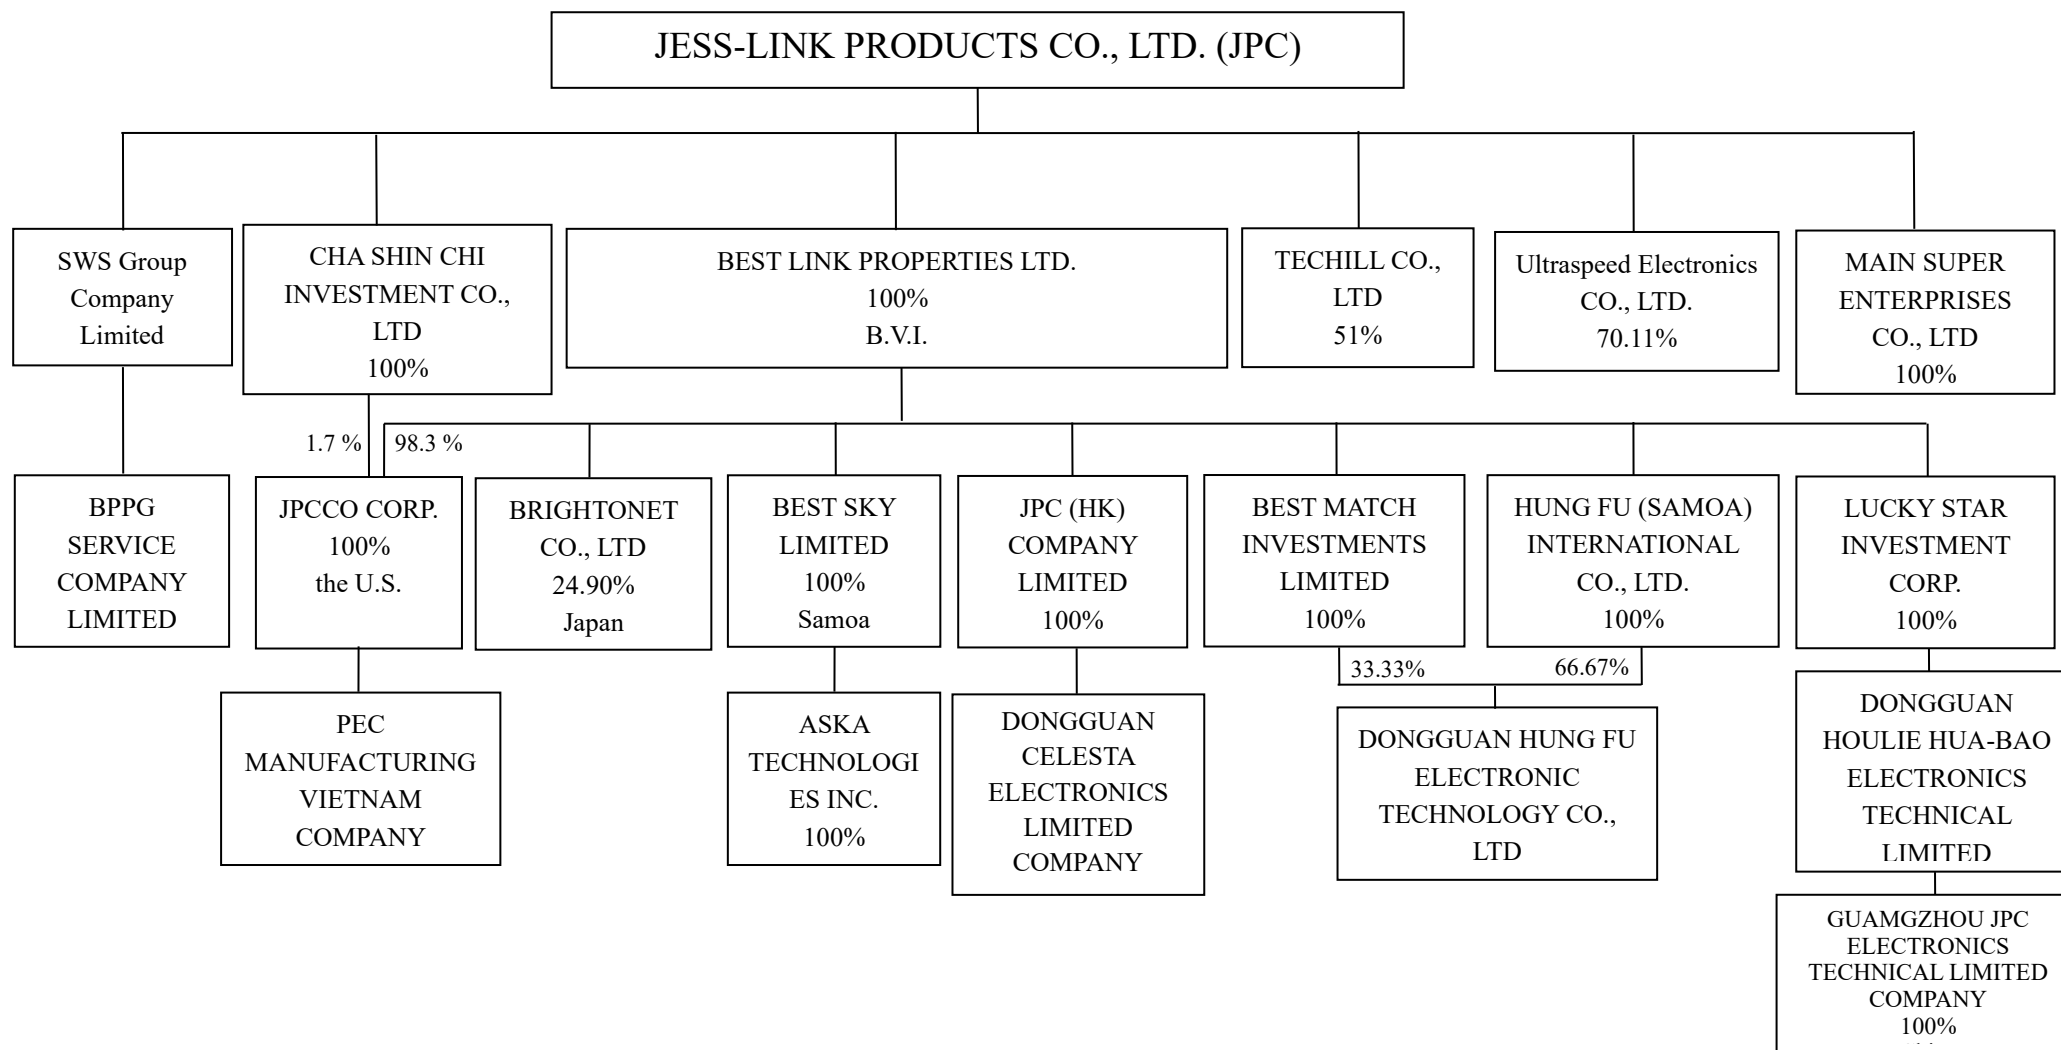 JESS-LINK PRODUCTS CO., LTD. (JPC)
SWS Group
Company
Limited
CHA SHIN CHI
INVESTMENT CO.,
LTD
100%
BEST LINK PROPERTIES LTD.
100%
B.V.I.
TECHILL CO.,
LTD
51%
Ultraspeed Electronics
CO., LTD.
70.11%
MAIN SUPER
ENTERPRISES
CO., LTD
100%
1.7 %
98.3 %
BPPG
SERVICE
COMPANY
LIMITED
JPCCO CORP.
100%
the U.S.
BRIGHTONET
CO., LTD
24.90%
Japan
BEST SKY
LIMITED
100%
Samoa
JPC (HK)
COMPANY
LIMITED
100%
BEST MATCH
INVESTMENTS
LIMITED
100%
HUNG FU (SAMOA)
INTERNATIONAL
CO., LTD.
100%
LUCKY STAR
INVESTMENT
CORP.
100%
33.33%
66.67%
PEC
MANUFACTURING
VIETNAM
COMPANY
ASKA
TECHNOLOGI
ES INC.
100%
DONGGUAN
CELESTA
ELECTRONICS
LIMITED
COMPANY
DONGGUAN HUNG FU
ELECTRONIC
TECHNOLOGY CO.,
LTD
DONGGUAN
HOULIE HUA-BAO
ELECTRONICS
TECHNICAL
LIMITED
GUAMGZHOU JPC
ELECTRONICS
TECHNICAL LIMITED
COMPANY
100%